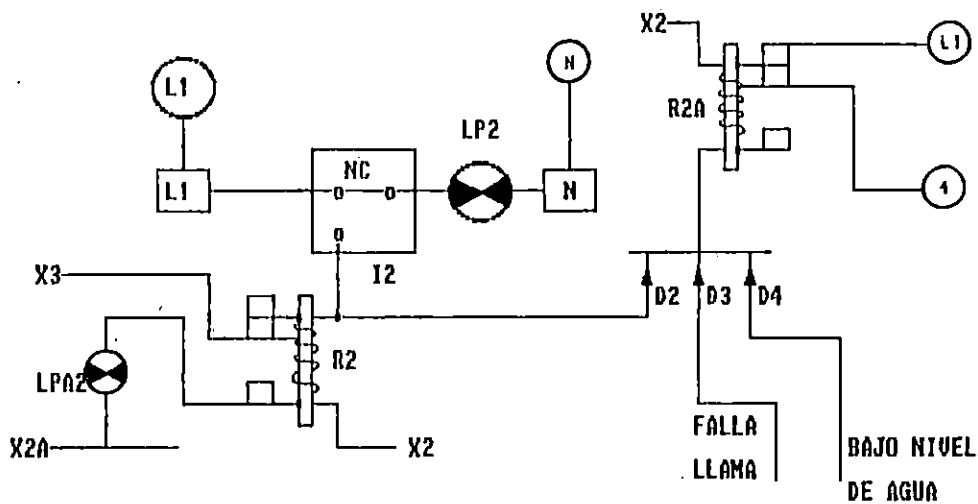 X2
L1
N
L1
R2A
LP2
NC
L1
N
4
I2
X3
D2
D3
D4
R2
LPA2
FALLA
LLAMA
BAJO NIVEL
DE AGUA
X2A
X2